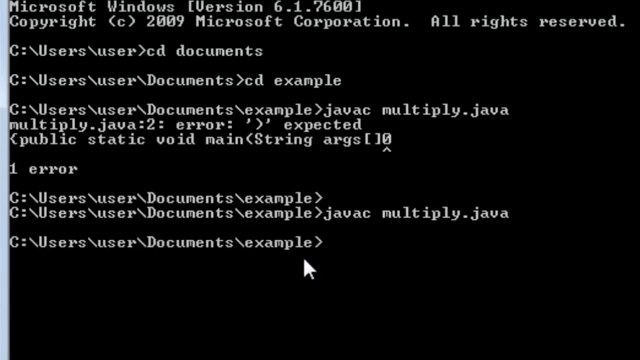 Microsoft Windows [Version 6.1.7600]
Copyright (c) 2009 Microsoft Corporation.  All rights reserved.
C:\Users\user>cd documents
C:\Users\user\Documents>cd example
C:\Users\user\Documents\example>javac multiply.java
multiply.java:2: error: ')' expected
{public static void main(String args[]0
^
1 error
C:\Users\user\Documents\example>
C:\Users\user\Documents\example>javac multiply.java
C:\Users\user\Documents\example>